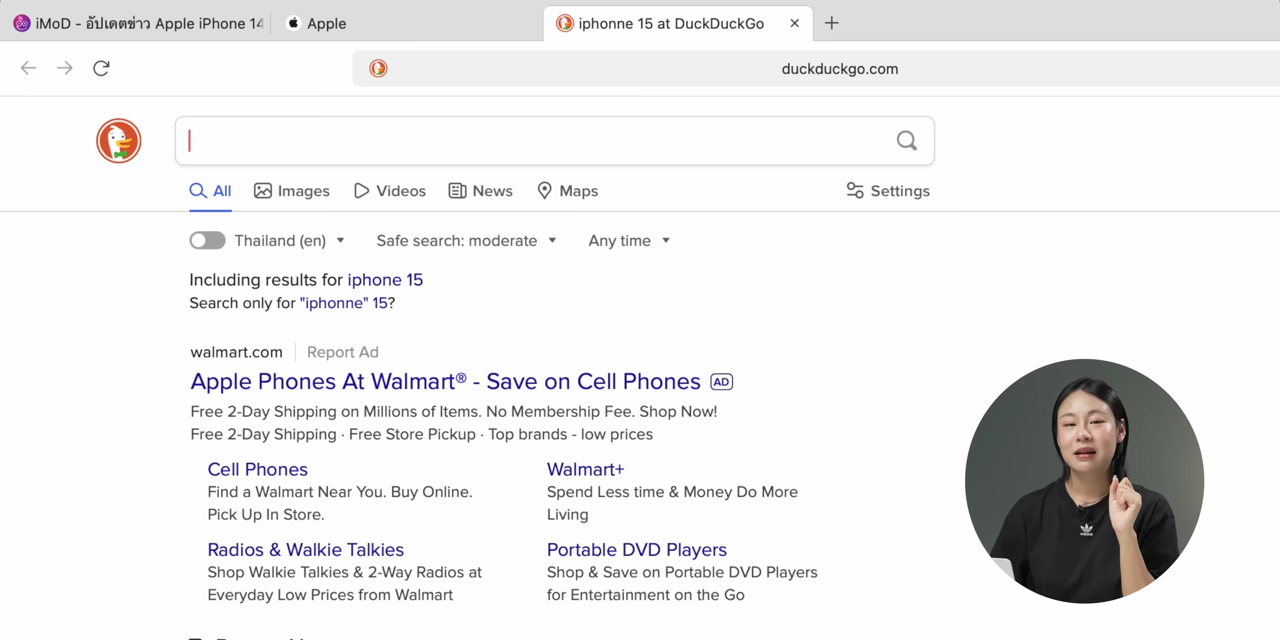 iMoD - อัปเดตข่าว Apple iPhone 14
Apple
iphonne 15 at DuckDuckGo
duckduckgo.com
All Images Videos News Maps Settings
Thailand (en) Safe search: moderate Any time
Including results for iphone 15
Search only for "iphonne" 15?
walmart.com Report Ad
Apple Phones At Walmart® - Save on Cell Phones AD
Free 2-Day Shipping on Millions of Items. No Membership Fee. Shop Now!
Free 2-Day Shipping · Free Store Pickup · Top brands - low prices
Cell Phones
Find a Walmart Near You. Buy Online.
Pick Up In Store.
Walmart+
Spend Less time & Money Do More
Living
Radios & Walkie Talkies
Shop Walkie Talkies & 2-Way Radios at
Everyday Low Prices from Walmart
Portable DVD Players
Shop & Save on Portable DVD Players
for Entertainment on the Go
adidas